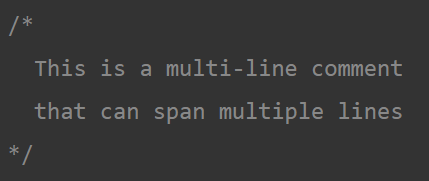 /*
  This is a multi-line comment
  that can span multiple lines
*/